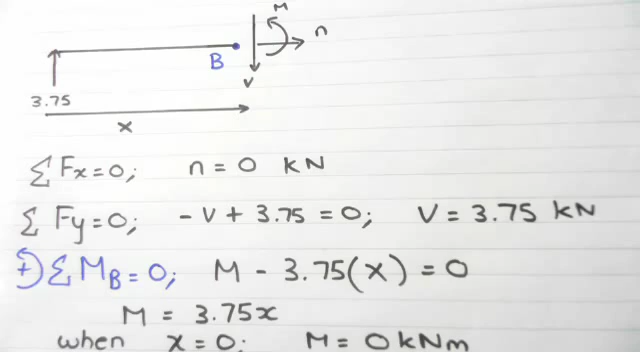 M
n
B
V
3.75
x
∑ Fx = 0; n = 0 kN
∑ Fy = 0; - V + 3.75 = 0; V = 3.75 kN
+) ∑ MB = 0; M - 3.75(x) = 0
M = 3.75x
when x = 0; M = 0 kNm